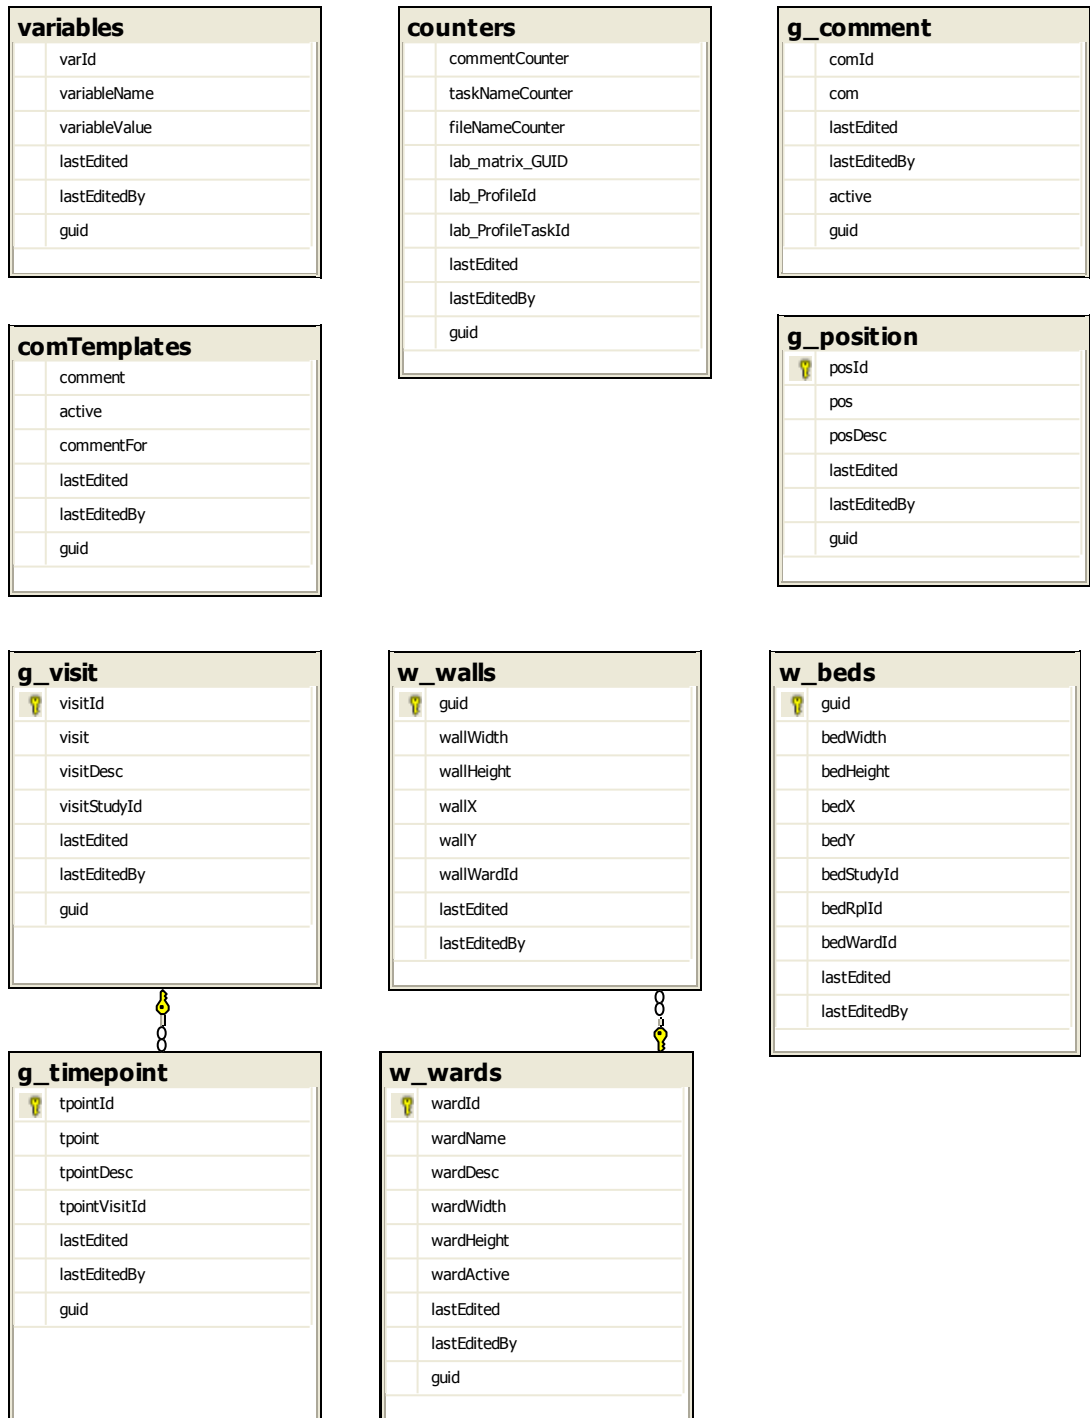 variables
varId
variableName
variableValue
lastEdited
lastEditedBy
guid
counters
commentCounter
taskNameCounter
fileNameCounter
lab_matrix_GUID
lab_ProfileId
lab_ProfileTaskId
lastEdited
lastEditedBy
guid
g_comment
comId
com
lastEdited
lastEditedBy
active
guid
comTemplates
comment
active
commentFor
lastEdited
lastEditedBy
guid
g_position
posId
pos
posDesc
lastEdited
lastEditedBy
guid
g_visit
visitId
visit
visitDesc
visitStudyId
lastEdited
lastEditedBy
guid
w_walls
guid
wallWidth
wallHeight
wallX
wallY
wallWardId
lastEdited
lastEditedBy
w_beds
guid
bedWidth
bedHeight
bedX
bedY
bedStudyId
bedRplId
bedWardId
lastEdited
lastEditedBy
g_timepoint
tpointId
tpoint
tpointDesc
tpointVisitId
lastEdited
lastEditedBy
guid
w_wards
wardId
wardName
wardDesc
wardWidth
wardHeight
wardActive
lastEdited
lastEditedBy
guid